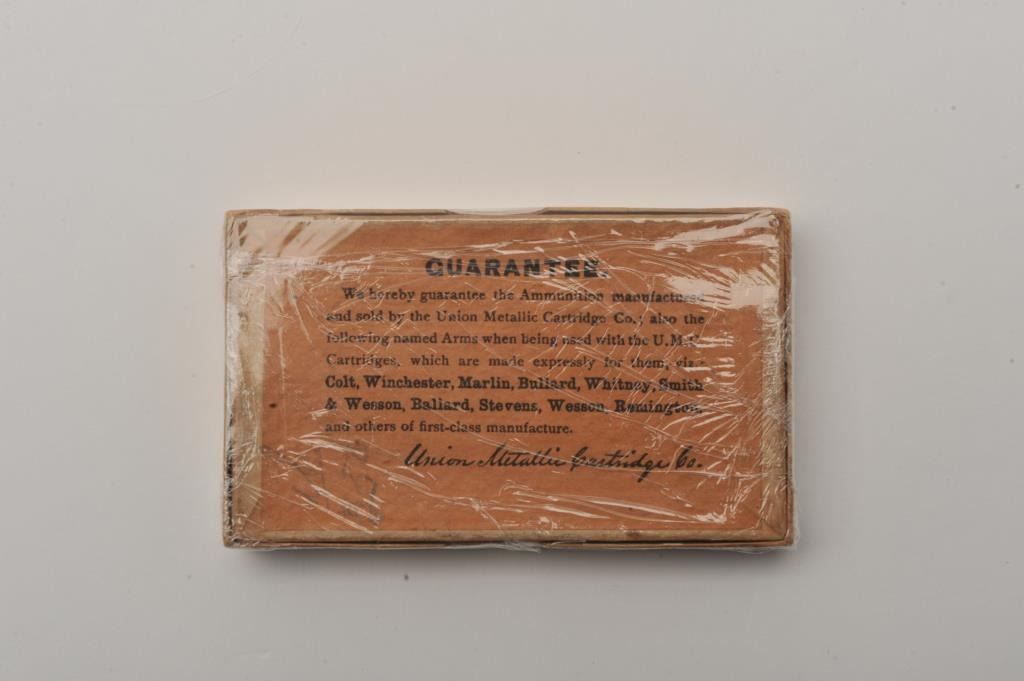 GUARANTEE.
We hereby guarantee the Ammunition manufactured
and sold by the Union Metallic Cartridge Co.; also the
following named Arms when being used with the U.M.C.
Cartridges, which are made expressly for them, viz.:
Colt, Winchester, Marlin, Bullard, Whitney, Smith
& Wesson, Ballard, Stevens, Wesson, Remington,
and others of first-class manufacture.
Union Metallic Cartridge Co.